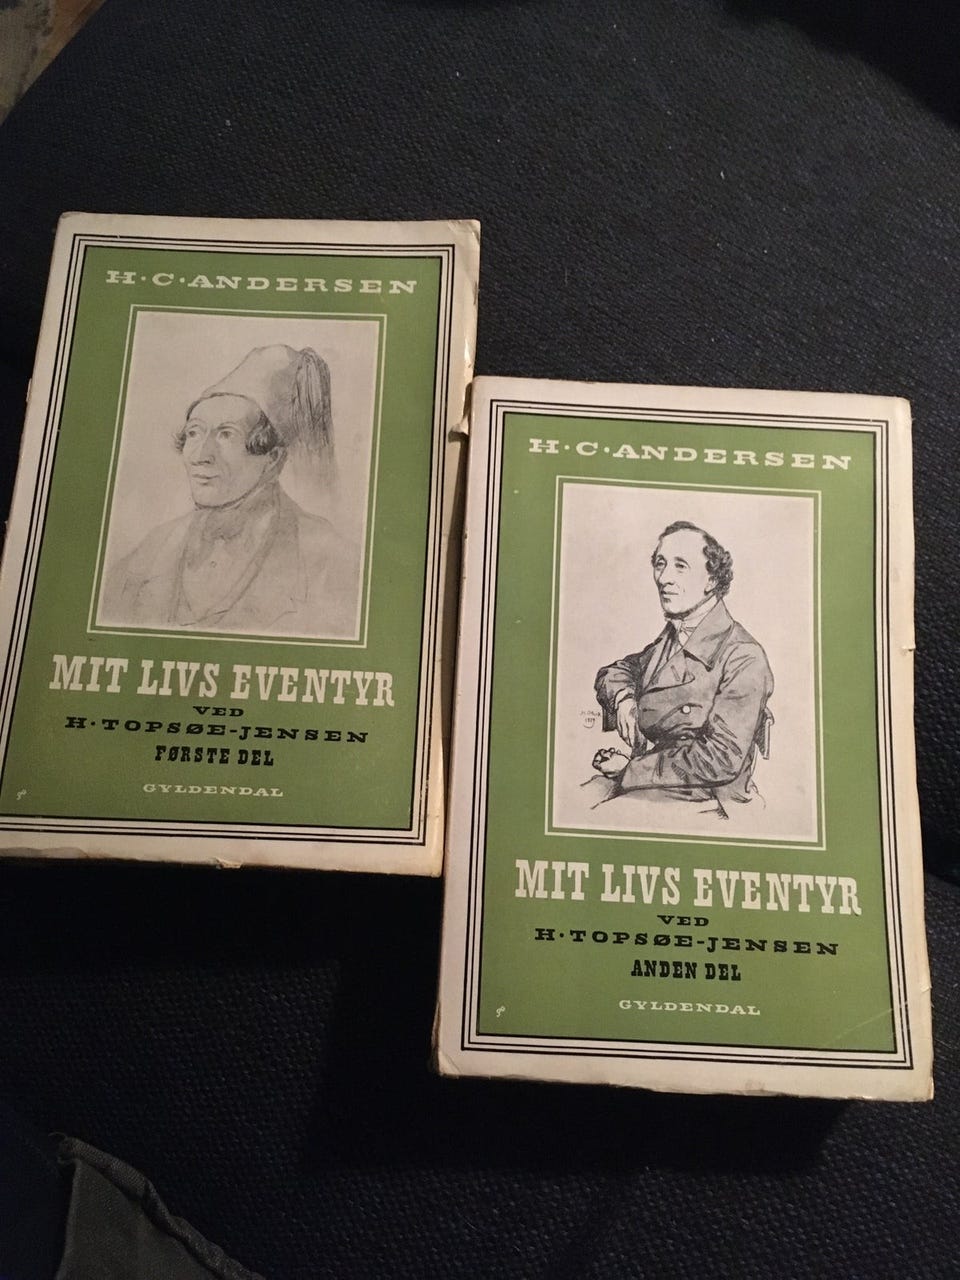 H·C·ANDERSEN
MIT LIVS EVENTYR
VED
H·TOPSØE-JENSEN
FØRSTE DEL
GYLDENDAL
H·C·ANDERSEN
MIT LIVS EVENTYR
VED
H·TOPSØE-JENSEN
ANDEN DEL
GYLDENDAL